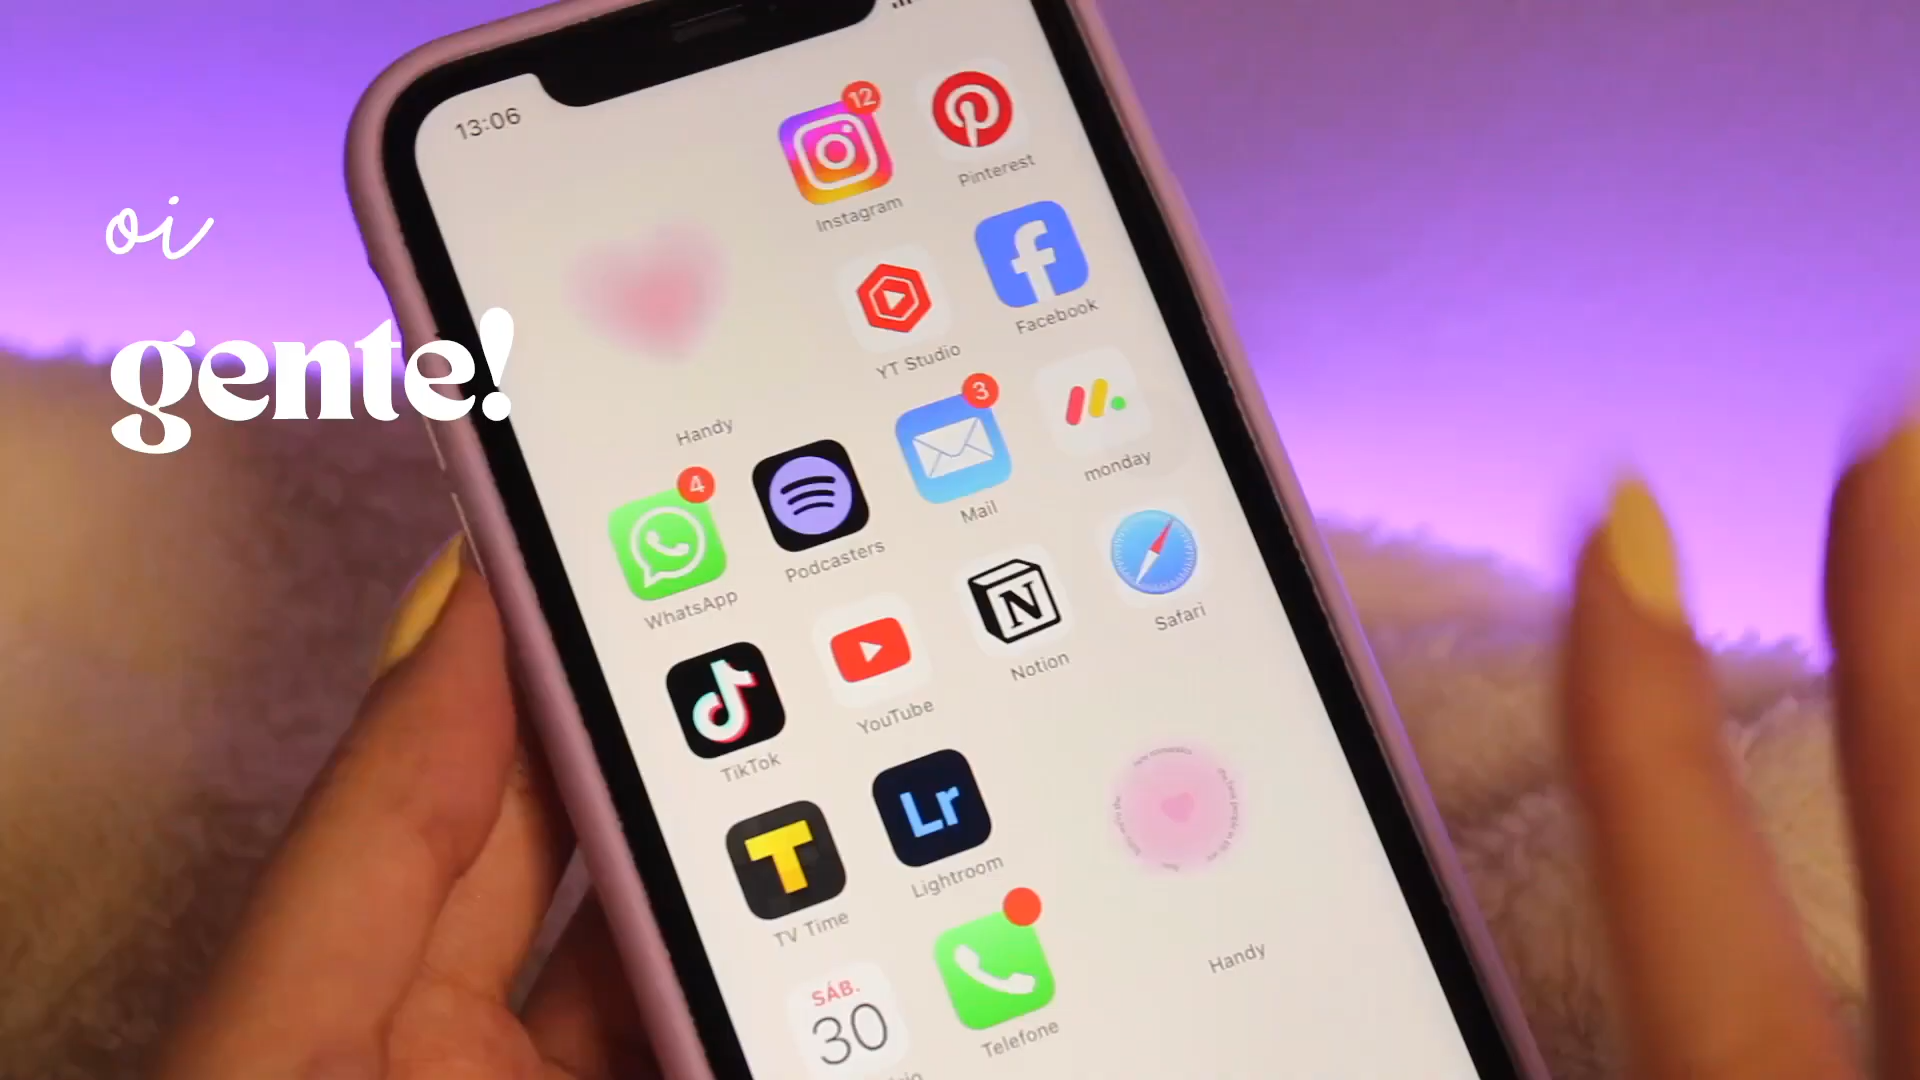 oi
gente!
13:06
12
Instagram
Pinterest
YT Studio
Facebook
Handy
4
WhatsApp
Podcasters
3
Mail
monday
TikTok
YouTube
N
Notion
Safari
T
TV Time
Lr
Lightroom
SÁB.
30
Telefone
Handy